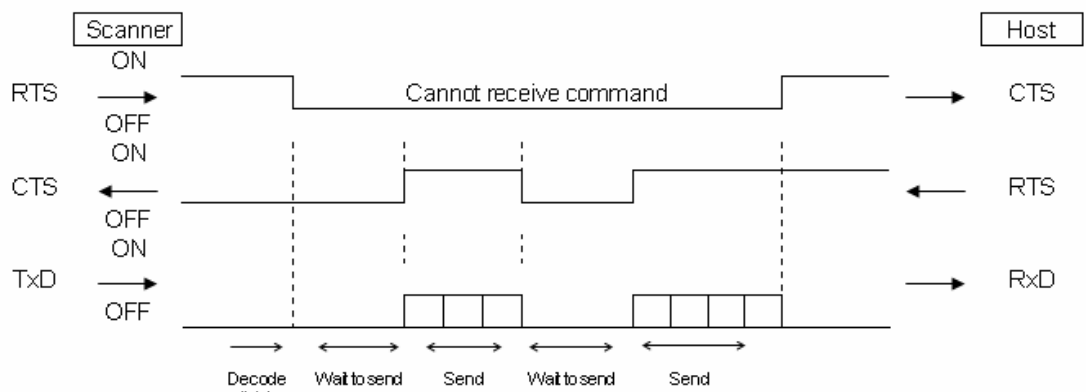 Scanner
Host
ON
RTS
Cannot receive command
CTS
OFF
ON
CTS
RTS
OFF
ON
TxD
RxD
OFF
Decode
Wait to send
Send
Wait to send
Send